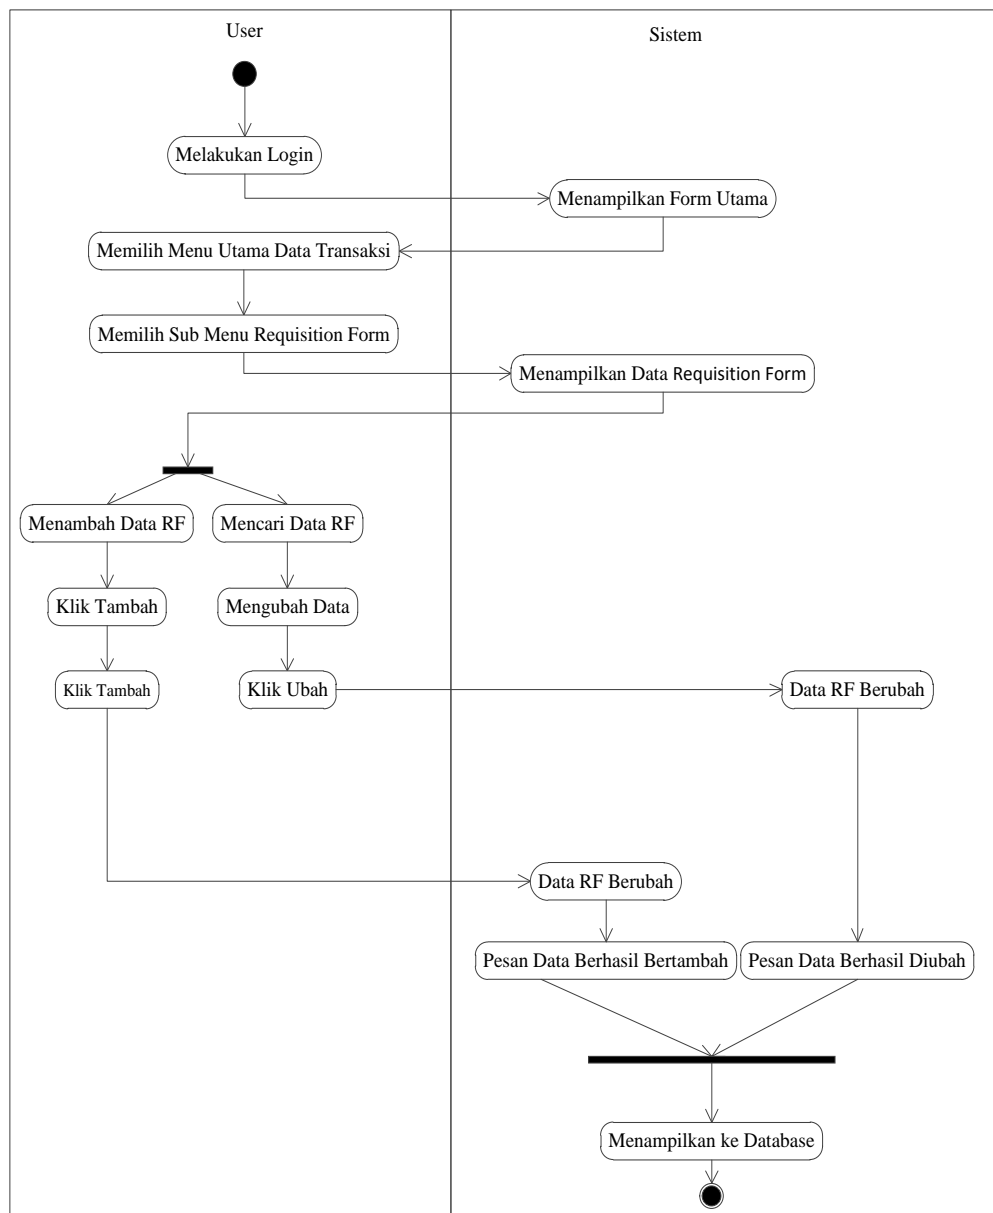 User
Sistem
Melakukan Login
Menampilkan Form Utama
Memilih Menu Utama Data Transaksi
Memilih Sub Menu Requisition Form
Menampilkan Data Requisition Form
Menambah Data RF
Mencari Data RF
Klik Tambah
Mengubah Data
Klik Tambah
Klik Ubah
Data RF Berubah
Data RF Berubah
Pesan Data Berhasil Bertambah
Pesan Data Berhasil Diubah
Menampilkan ke Database